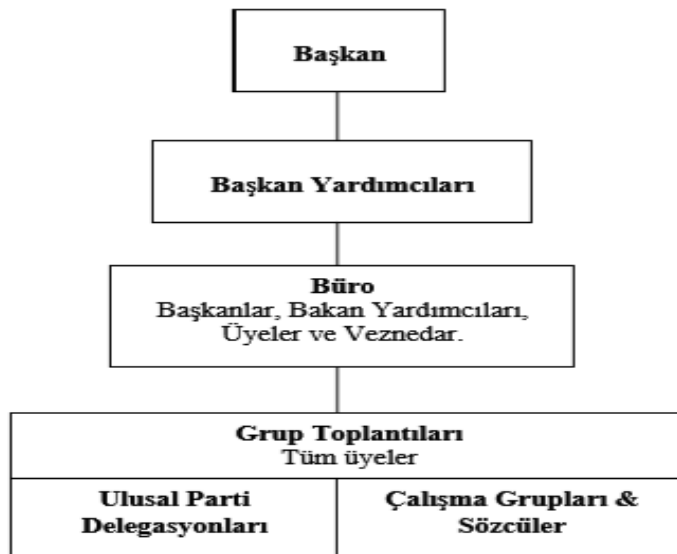 Başkan
Başkan Yardımcıları
Büro
Başkanlar, Bakan Yardımcıları,
Üyeler ve Veznedar.
Grup Toplantıları
Tüm üyeler
Ulusal Parti
Delegasyonları
Çalışma Grupları &
Sözcüler